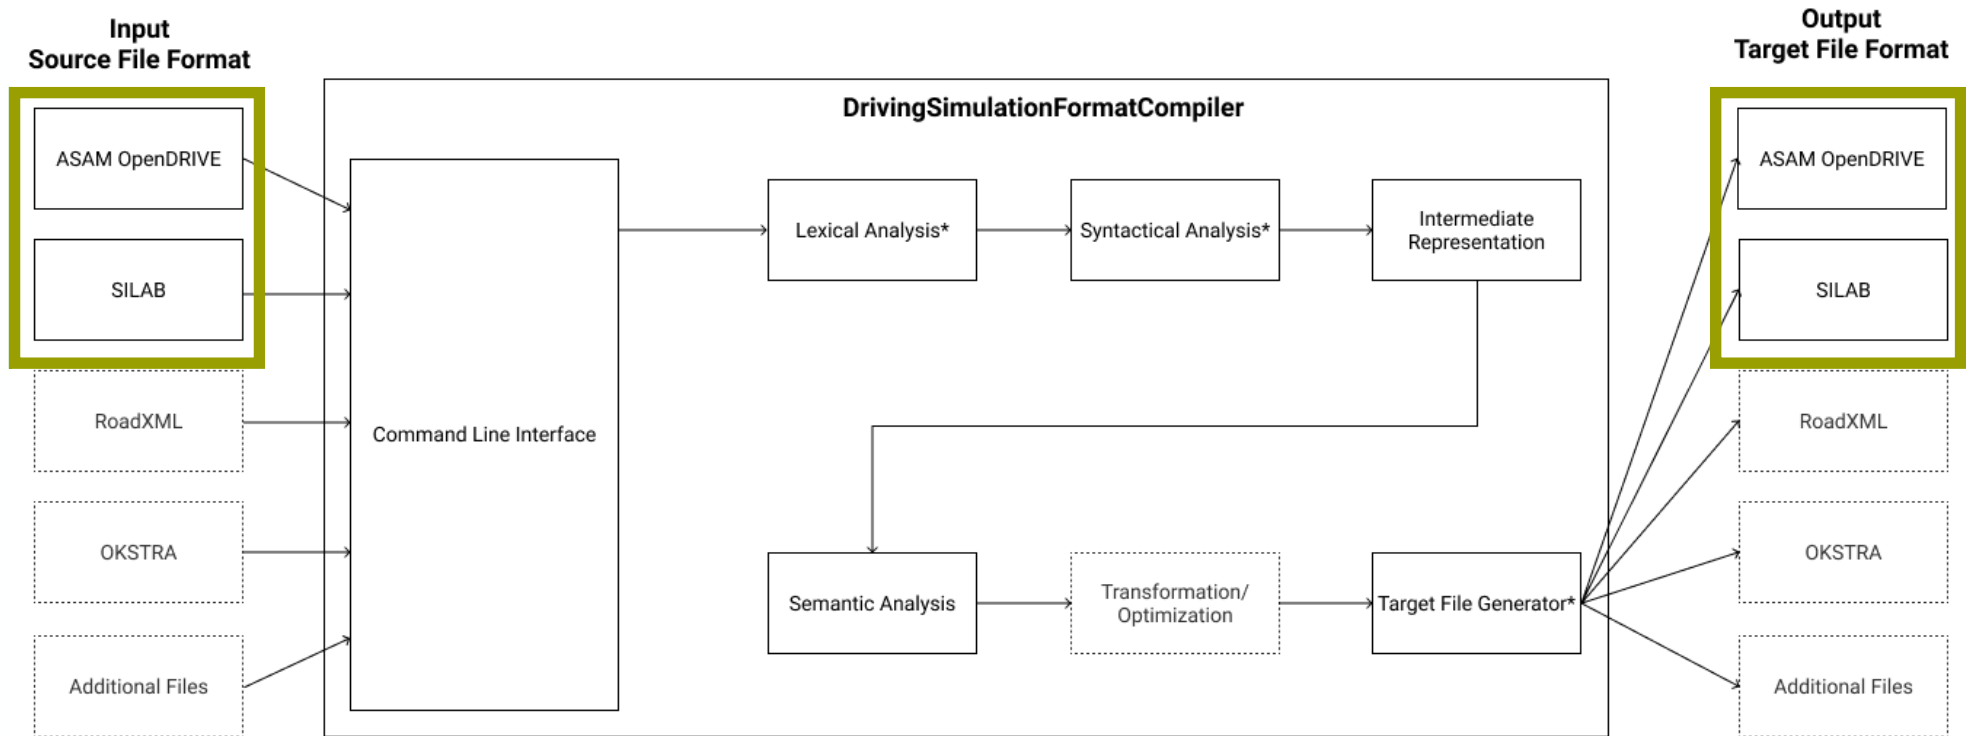 Input
Source File Format
ASAM OpenDRIVE
SILAB
RoadXML
OKSTRA
Additional Files
DrivingSimulationFormatCompiler
Command Line Interface
Lexical Analysis*
Syntactical Analysis*
Intermediate
Representation
Semantic Analysis
Transformation/
Optimization
Target File Generator*
Output
Target File Format
ASAM OpenDRIVE
SILAB
RoadXML
OKSTRA
Additional Files